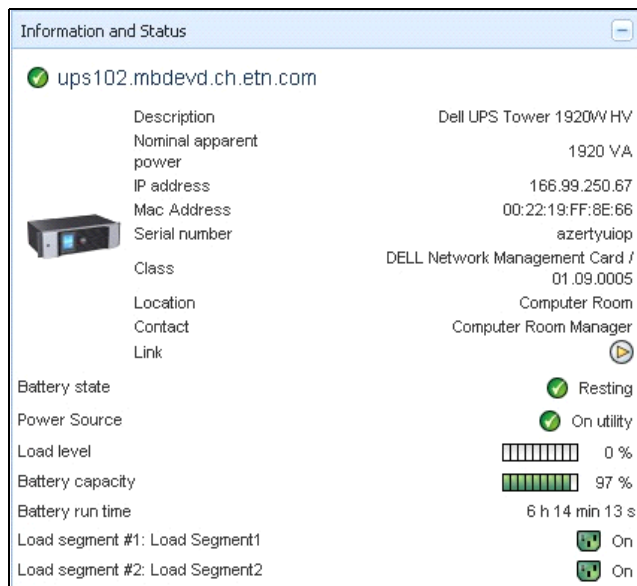 Information and Status
ups102.mbdevd.ch.etn.com
Description Dell UPS Tower 1920W HV
Nominal apparent power 1920 VA
IP address 166.99.250.67
Mac Address 00:22:19:FF:8E:66
Serial number azertyuiop
Class DELL Network Management Card / 01.09.0005
Location Computer Room
Contact Computer Room Manager
Link
Battery state Resting
Power Source On utility
Load level 0 %
Battery capacity 97 %
Battery run time 6 h 14 min 13 s
Load segment #1: Load Segment1 On
Load segment #2: Load Segment2 On